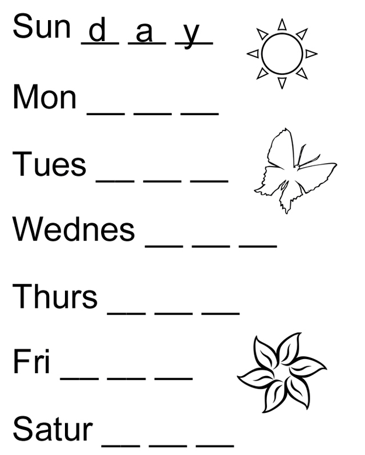 Sun d a y
Mon __ __ __
Tues __ __ __
Wednes __ __ __
Thurs __ __ __
Fri __ __ __
Satur __ __ __